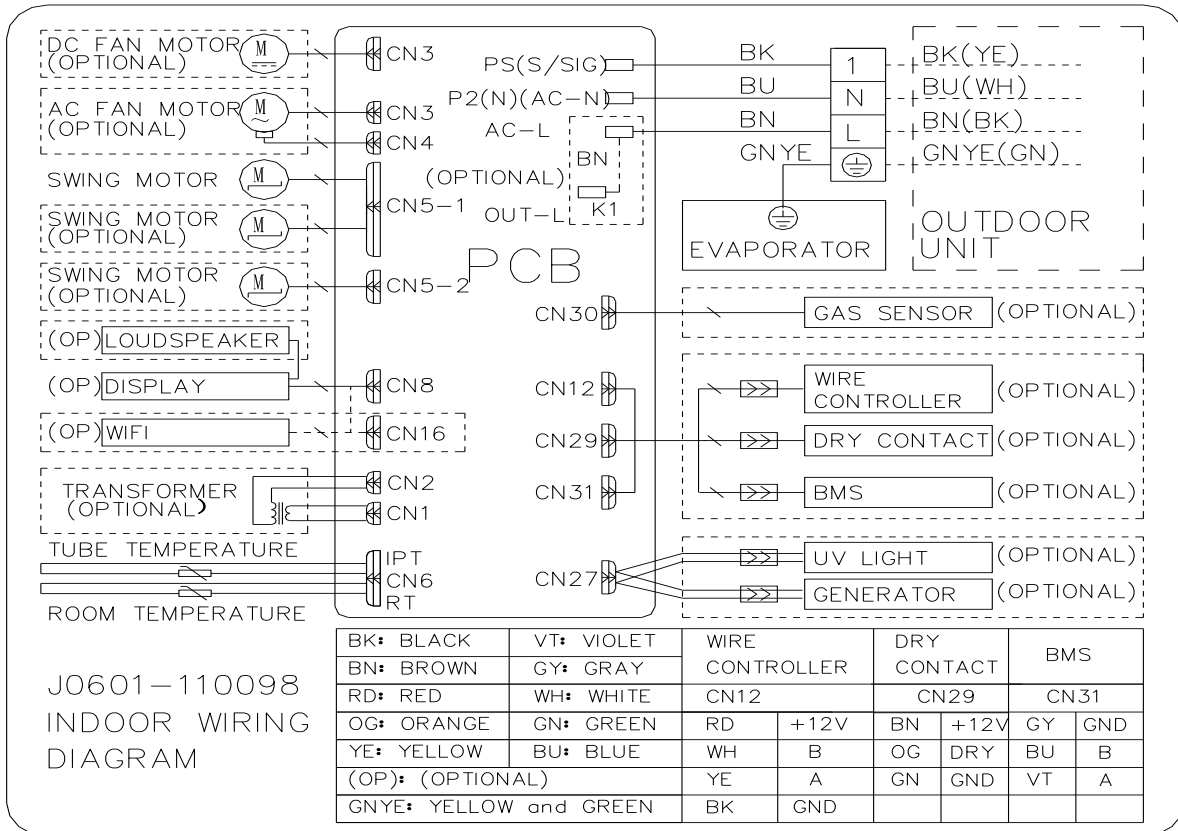 DC FAN MOTOR
(OPTIONAL)
M
CN3
AC FAN MOTOR
(OPTIONAL)
M
~
CN3
CN4
SWING MOTOR
M
SWING MOTOR
(OPTIONAL)
M
CN5-1
SWING MOTOR
(OPTIONAL)
M
CN5-2
(OP) LOUDSPEAKER
(OP) DISPLAY
CN8
(OP) WIFI
CN16
TRANSFORMER
(OPTIONAL)
CN2
CN1
TUBE TEMPERATURE
ROOM TEMPERATURE
IPT
CN6
RT
PS(S/SIG)
P2(N)(AC-N)
AC-L
BN
(OPTIONAL)
OUT-L
K1
PCB
CN30
CN12
CN29
CN31
CN27
BK
BU
BN
GNYE
1
N
L
BK(YE)
BU(WH)
BN(BK)
GNYE(GN)
EVAPORATOR
OUTDOOR
UNIT
GAS SENSOR (OPTIONAL)
WIRE
CONTROLLER (OPTIONAL)
DRY CONTACT (OPTIONAL)
BMS (OPTIONAL)
UV LIGHT (OPTIONAL)
GENERATOR (OPTIONAL)
J0601-110098
INDOOR WIRING
DIAGRAM
BK: BLACK VT: VIOLET
BN: BROWN GY: GRAY
RD: RED WH: WHITE
OG: ORANGE GN: GREEN
YE: YELLOW BU: BLUE
(OP): (OPTIONAL)
GNYE: YELLOW and GREEN
WIRE
CONTROLLER
DRY
CONTACT
BMS
CN12 CN29 CN31
RD +12V BN +12V GY GND
WH B OG DRY BU B
YE A GN GND VT A
BK GND